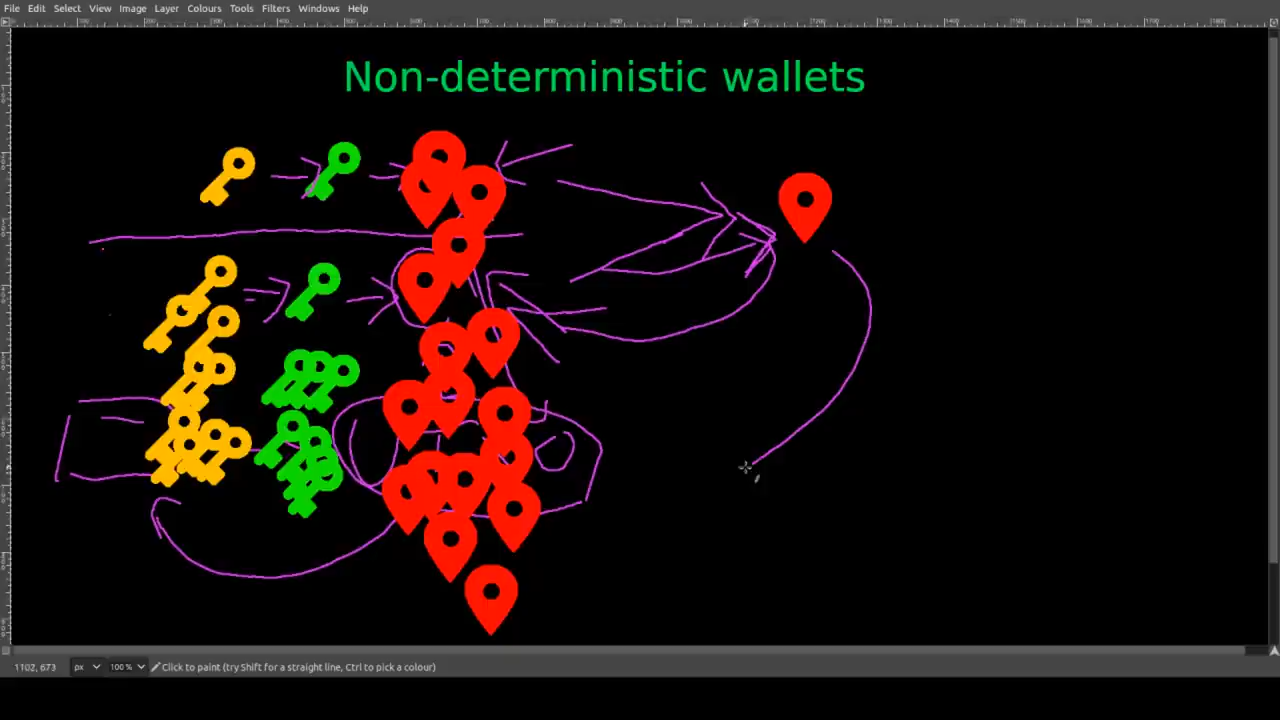 File Edit Select View Image Layer Colours Tools Filters Windows Help
Non-deterministic wallets
1102, 673 px 100 % Click to paint (try Shift for a straight line, Ctrl to pick a colour)